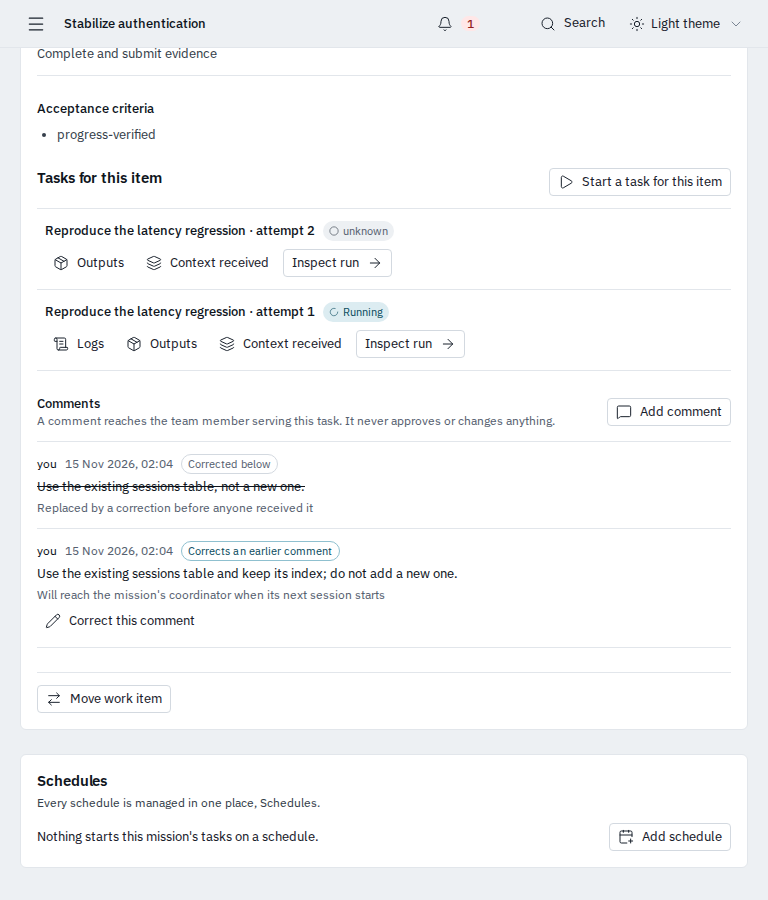 Stabilize authentication
1
Search
Light theme
Complete and submit evidence
Acceptance criteria
• progress-verified
Tasks for this item
Start a task for this item
Reproduce the latency regression · attempt 2 unknown
Outputs Context received Inspect run
Reproduce the latency regression · attempt 1 Running
Logs Outputs Context received Inspect run
Comments
A comment reaches the team member serving this task. It never approves or changes anything.
Add comment
you 15 Nov 2026, 02:04 Corrected below
Use the existing sessions table, not a new one.
Replaced by a correction before anyone received it
you 15 Nov 2026, 02:04 Corrects an earlier comment
Use the existing sessions table and keep its index; do not add a new one.
Will reach the mission's coordinator when its next session starts
Correct this comment
Move work item
Schedules
Every schedule is managed in one place, Schedules.
Nothing starts this mission's tasks on a schedule.
Add schedule